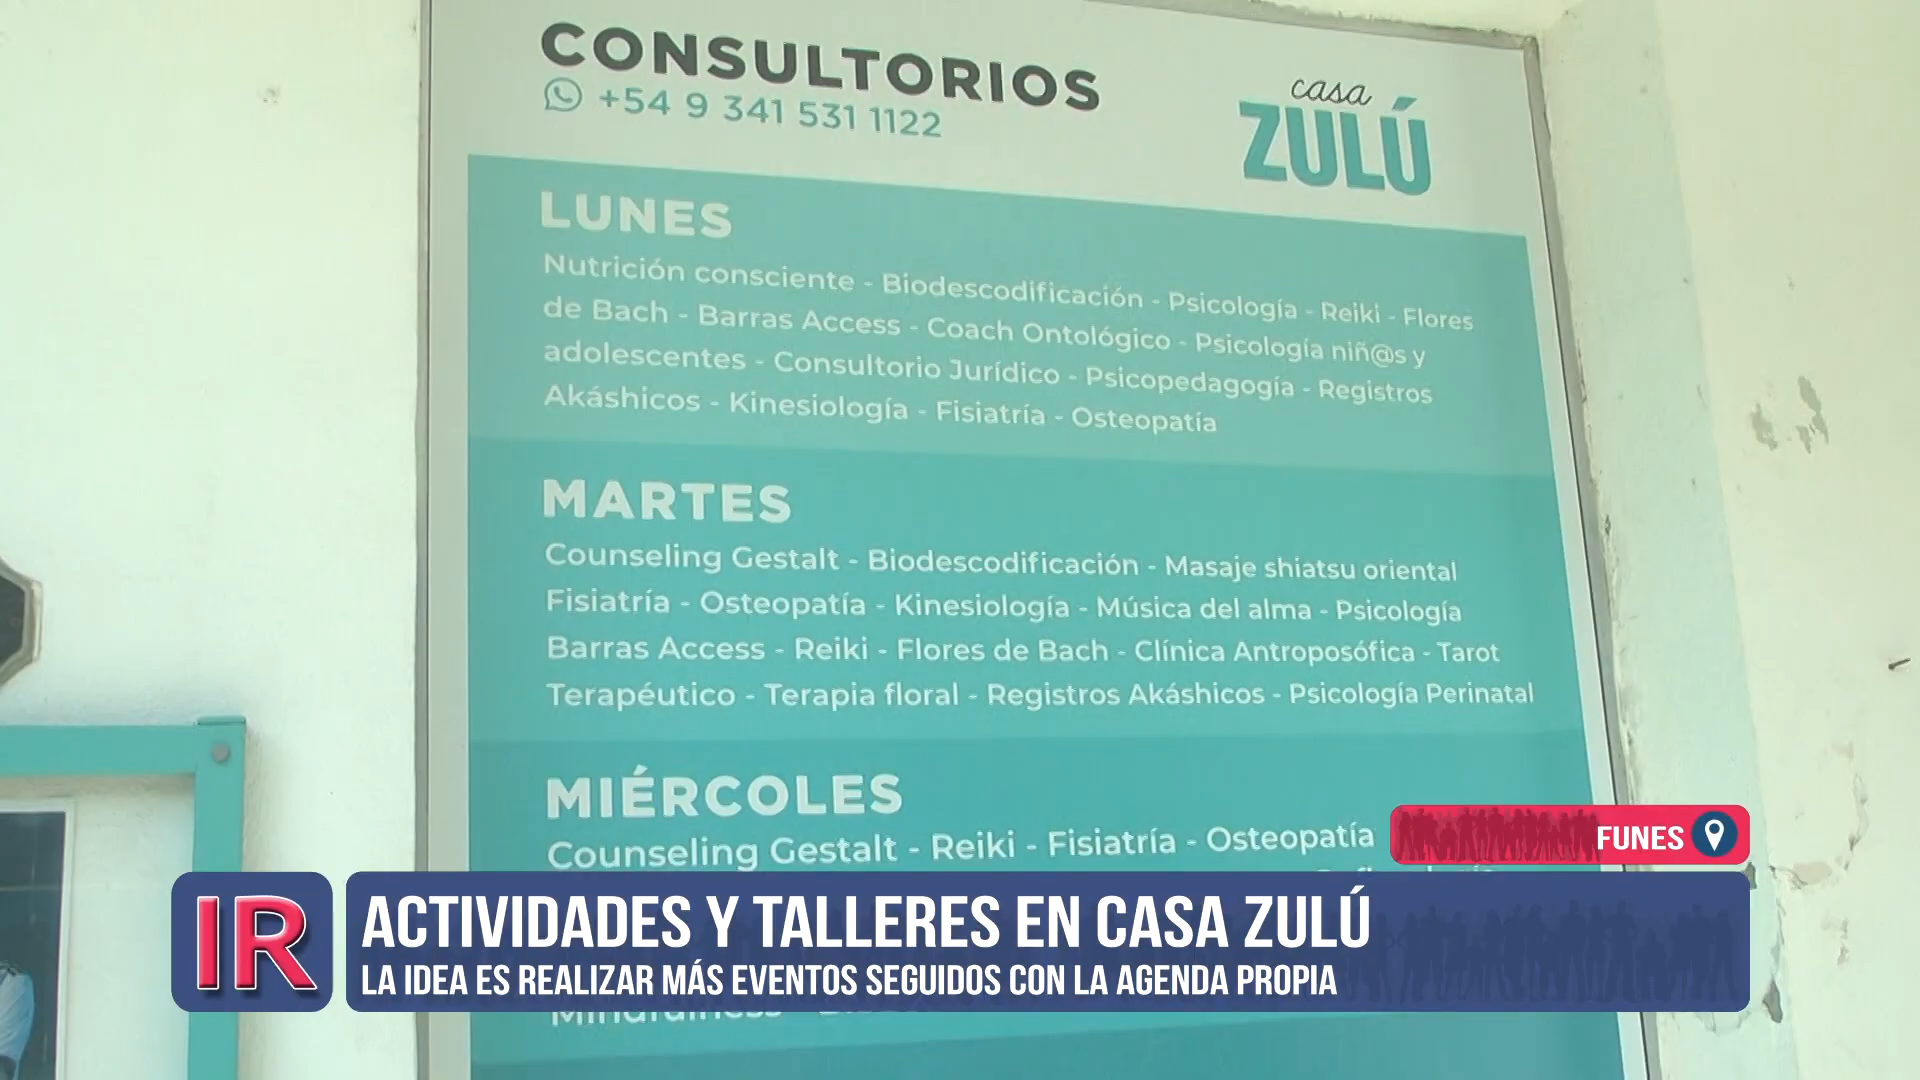 CONSULTORIOS
+54 9 341 531 1122
casa
ZULÚ
LUNES
Nutrición consciente - Biodescodificación - Psicología - Reiki - Flores
de Bach - Barras Access - Coach Ontológico - Psicología niñ@s y
adolescentes - Consultorio Jurídico - Psicopedagogía - Registros
Akáshicos - Kinesiología - Fisiatría - Osteopatía
MARTES
Counseling Gestalt - Biodescodificación - Masaje shiatsu oriental
Fisiatría - Osteopatía - Kinesiología - Música del alma - Psicología
Barras Access - Reiki - Flores de Bach - Clínica Antroposófica - Tarot
Terapéutico - Terapia floral - Registros Akáshicos - Psicología Perinatal
MIÉRCOLES
Counseling Gestalt - Reiki - Fisiatría - Osteopatía
FUNES
IR
ACTIVIDADES Y TALLERES EN CASA ZULÚ
LA IDEA ES REALIZAR MÁS EVENTOS SEGUIDOS CON LA AGENDA PROPIA